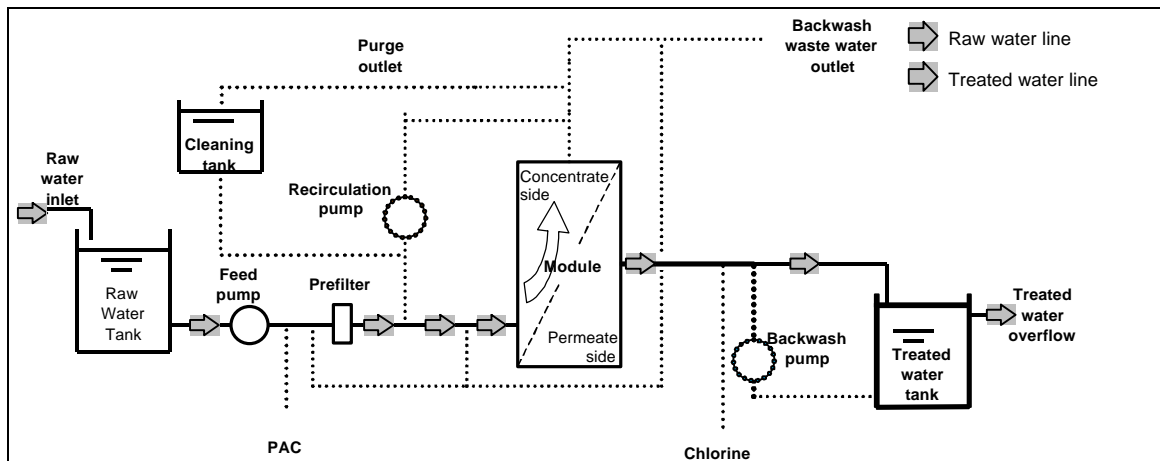 Purge
outlet
Backwash
waste water
outlet
Raw water line
Treated water line
Cleaning
tank
Raw
water
inlet
Recirculation
pump
Concentrate
side
Module
Permeate
side
Feed
pump
Prefilter
Raw
Water
Tank
Backwash
pump
Treated
water
overflow
Treated
water
tank
PAC
Chlorine